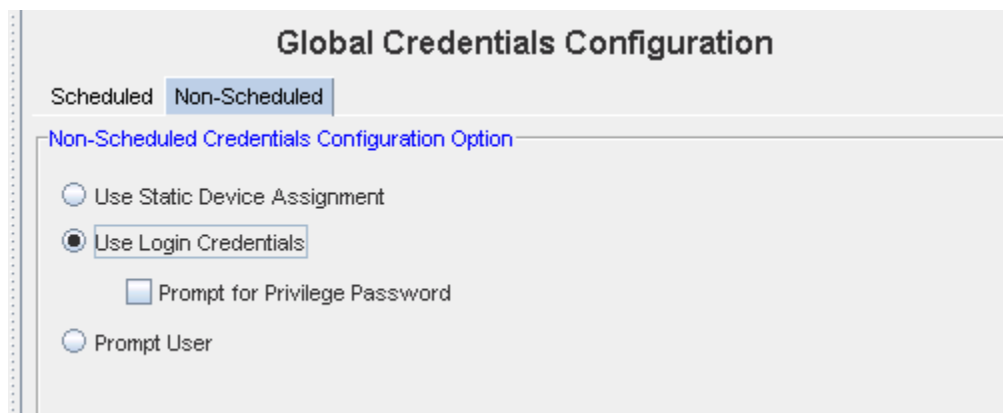 Global Credentials Configuration
Scheduled Non-Scheduled
Non-Scheduled Credentials Configuration Option
Use Static Device Assignment
Use Login Credentials
Prompt for Privilege Password
Prompt User